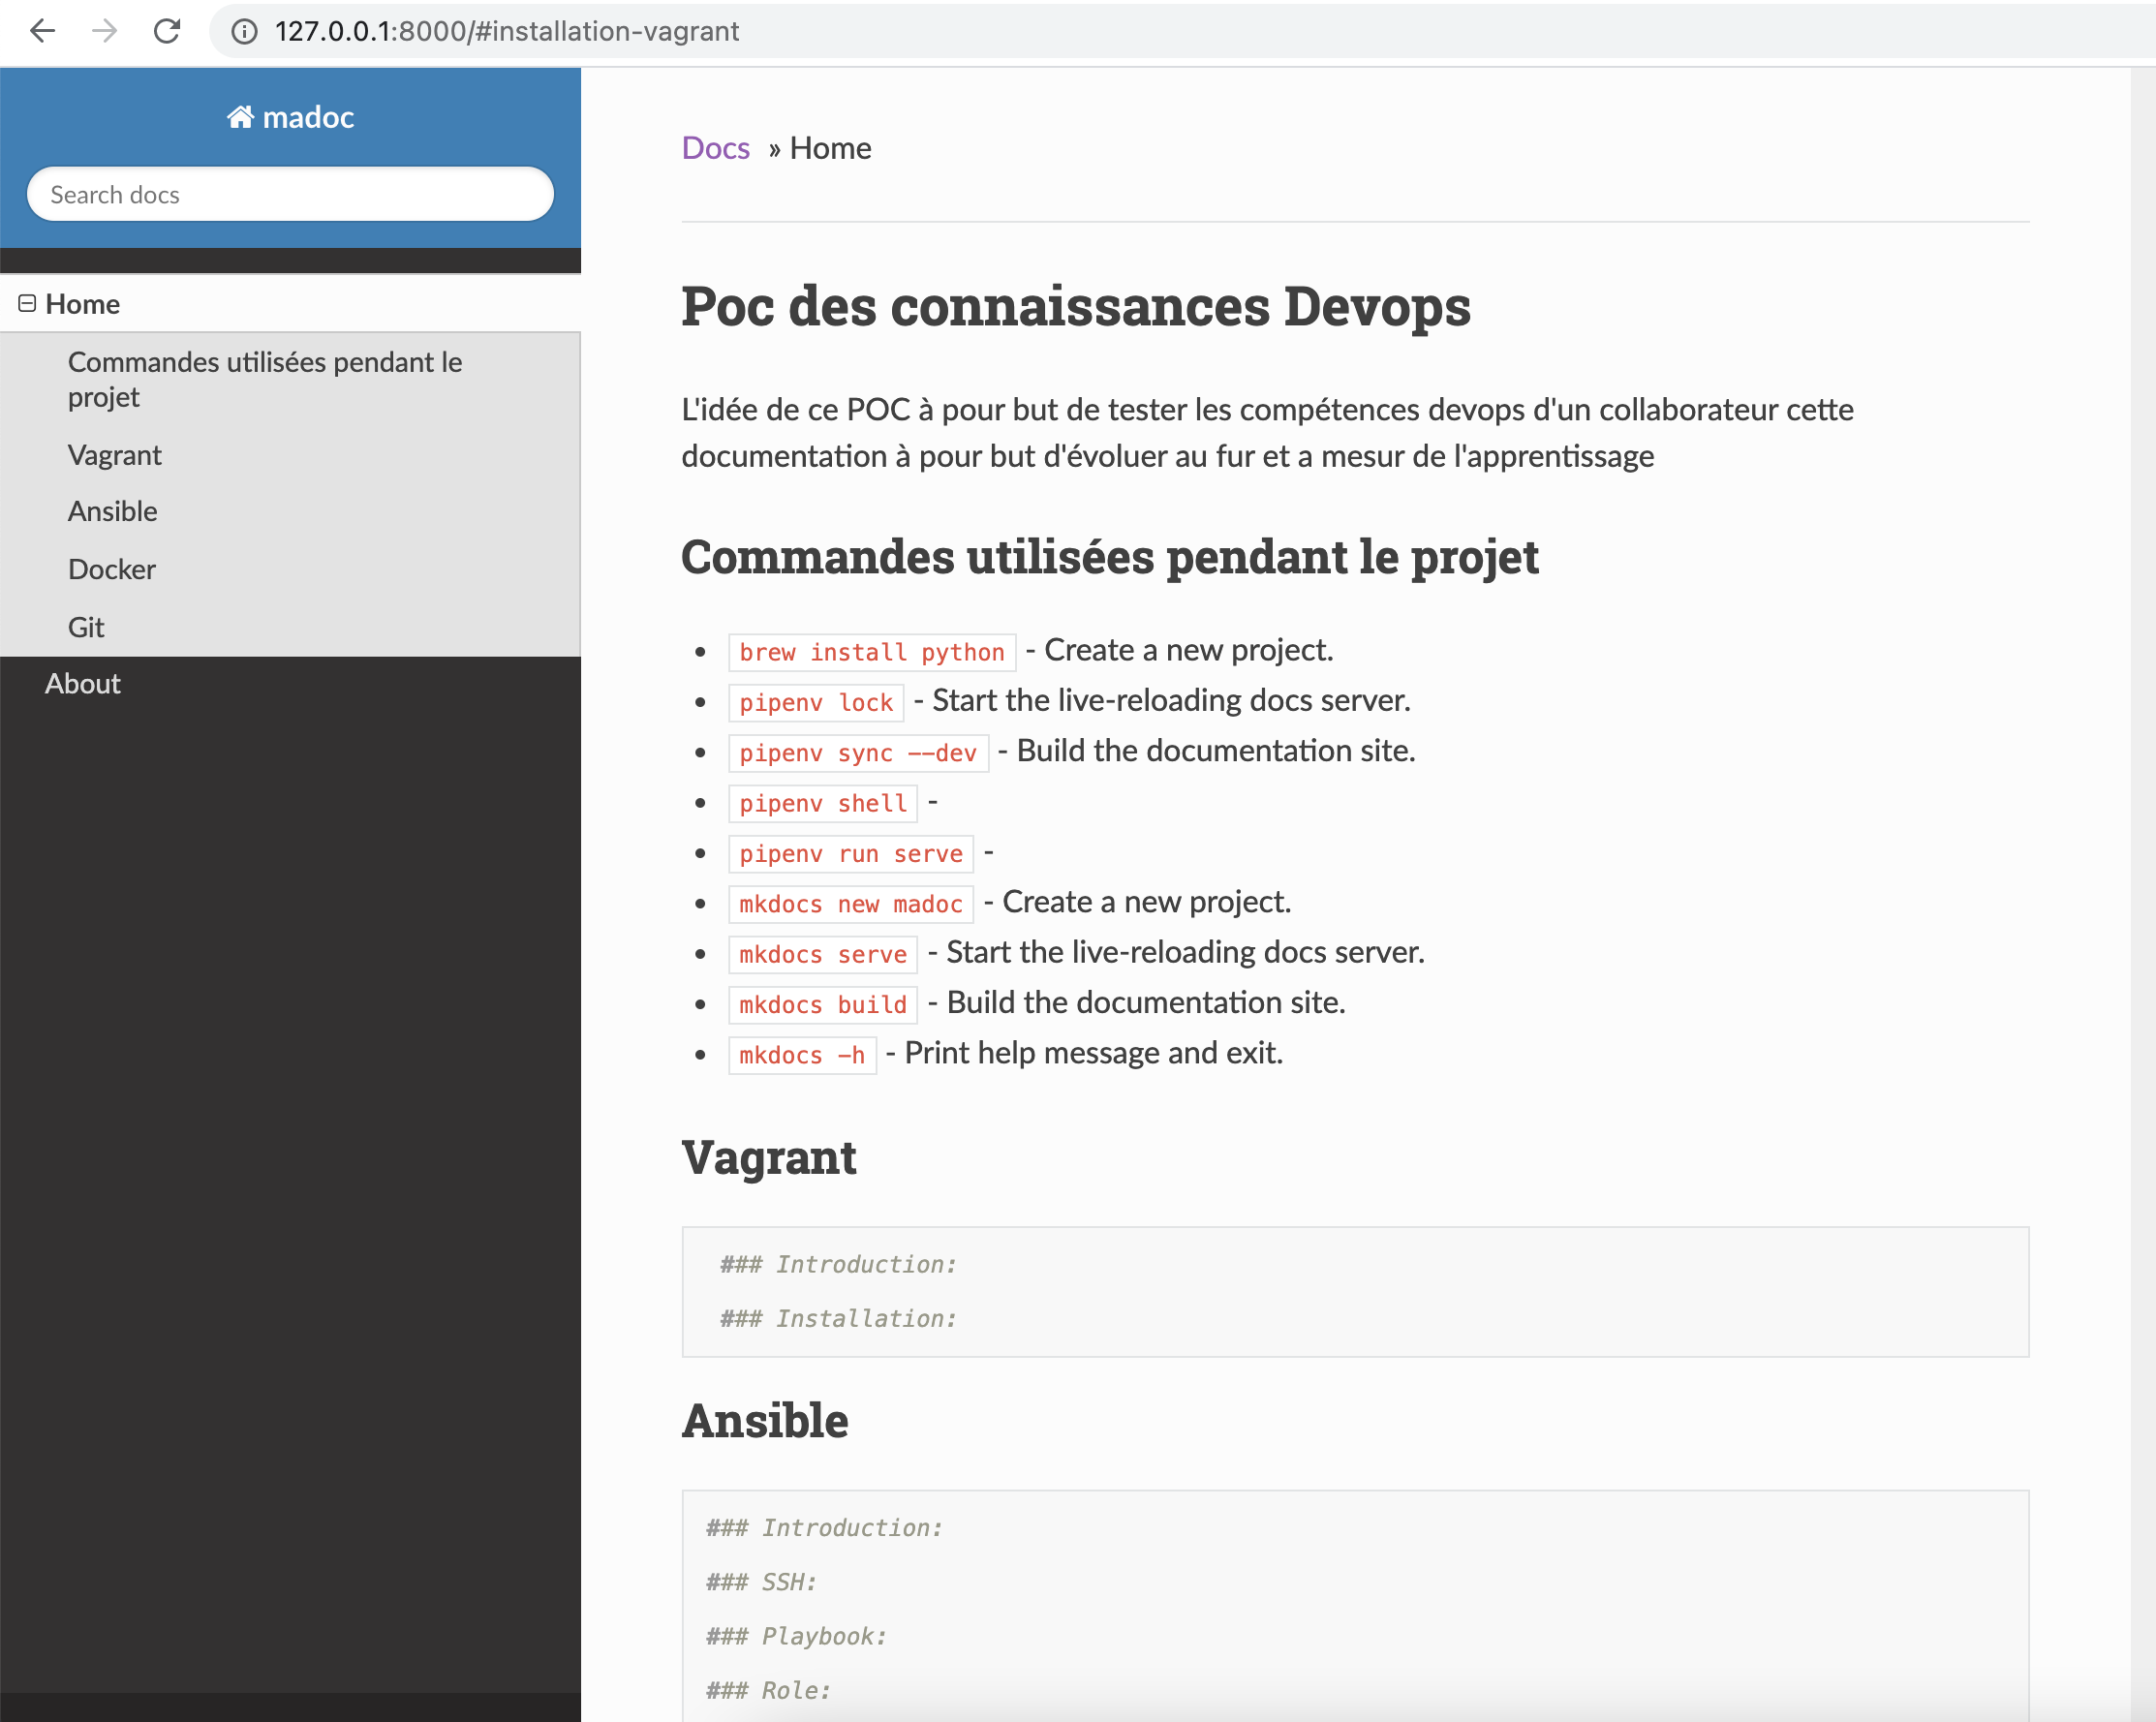 127.0.0.1:8000/#installation-vagrant
madoc
Search docs
Home
Commandes utilisées pendant le
projet
Vagrant
Ansible
Docker
Git
About
Docs » Home
Poc des connaissances Devops
L'idée de ce POC à pour but de tester les compétences devops d'un collaborateur cette
documentation à pour but d'évoluer au fur et a mesur de l'apprentissage
Commandes utilisées pendant le projet
• brew install python - Create a new project.
• pipenv lock - Start the live-reloading docs server.
• pipenv sync --dev - Build the documentation site.
• pipenv shell -
• pipenv run serve -
• mkdocs new madoc - Create a new project.
• mkdocs serve - Start the live-reloading docs server.
• mkdocs build - Build the documentation site.
• mkdocs -h - Print help message and exit.
Vagrant
### Introduction:
### Installation:
Ansible
### Introduction:
### SSH:
### Playbook:
### Role: